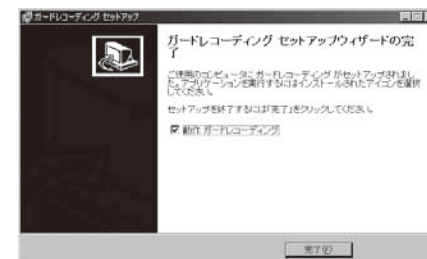 ガードレコーディング セットアップ
ガードレコーディング セットアップウィザードの完
了
ご使用のコンピュータに ガードレコーディング がセットアップされまし
た。アプリケーションを実行するにはインストールされたアイコンを選択
してください。
セットアップを終了するには「完了」をクリックしてください。
動作 ガードレコーディング
完了(F)